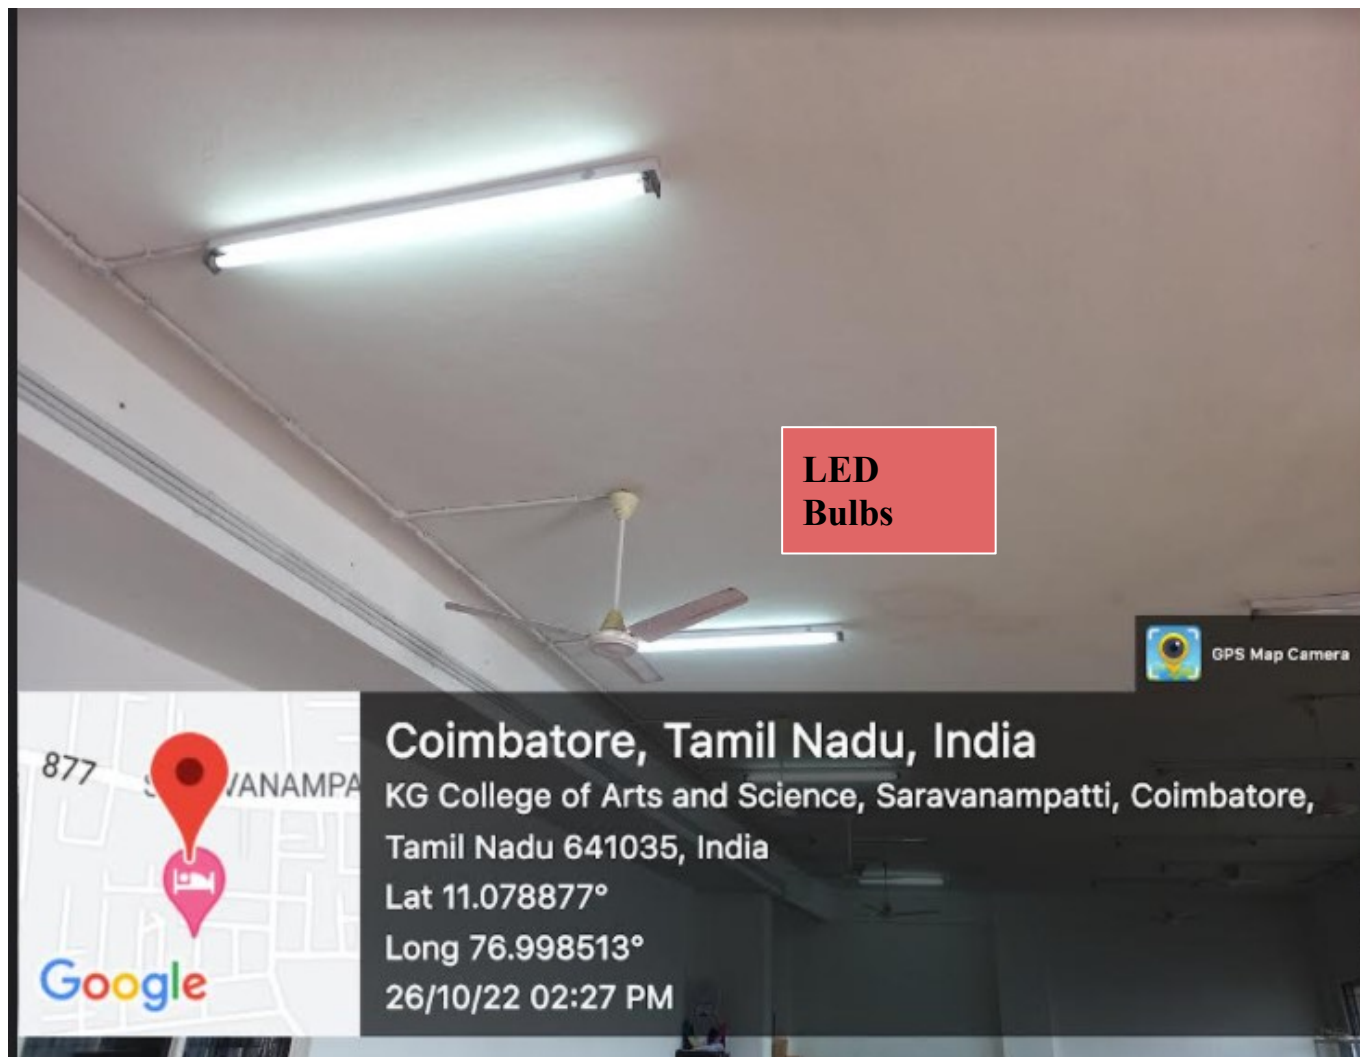 LED
Bulbs
GPS Map Camera
877
VANAMPA
Coimbatore, Tamil Nadu, India
KG College of Arts and Science, Saravanampatti, Coimbatore,
Tamil Nadu 641035, India
Lat 11.078877°
Long 76.998513°
26/10/22 02:27 PM
Google